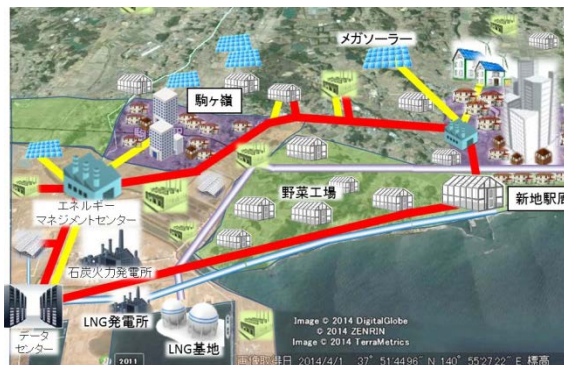 メガソーラー
駒ヶ嶺
エネルギー
マネジメントセンター
野菜工場
新地駅周
石炭火力発電所
LNG発電所
データ
センター
LNG基地
Image © 2014 DigitalGlobe
© 2014 ZENRIN
Image © 2014 TerraMetrics
2011
画像取得日 2014/4/1 37°51'44.96" N 140°55'27.22" E 標高